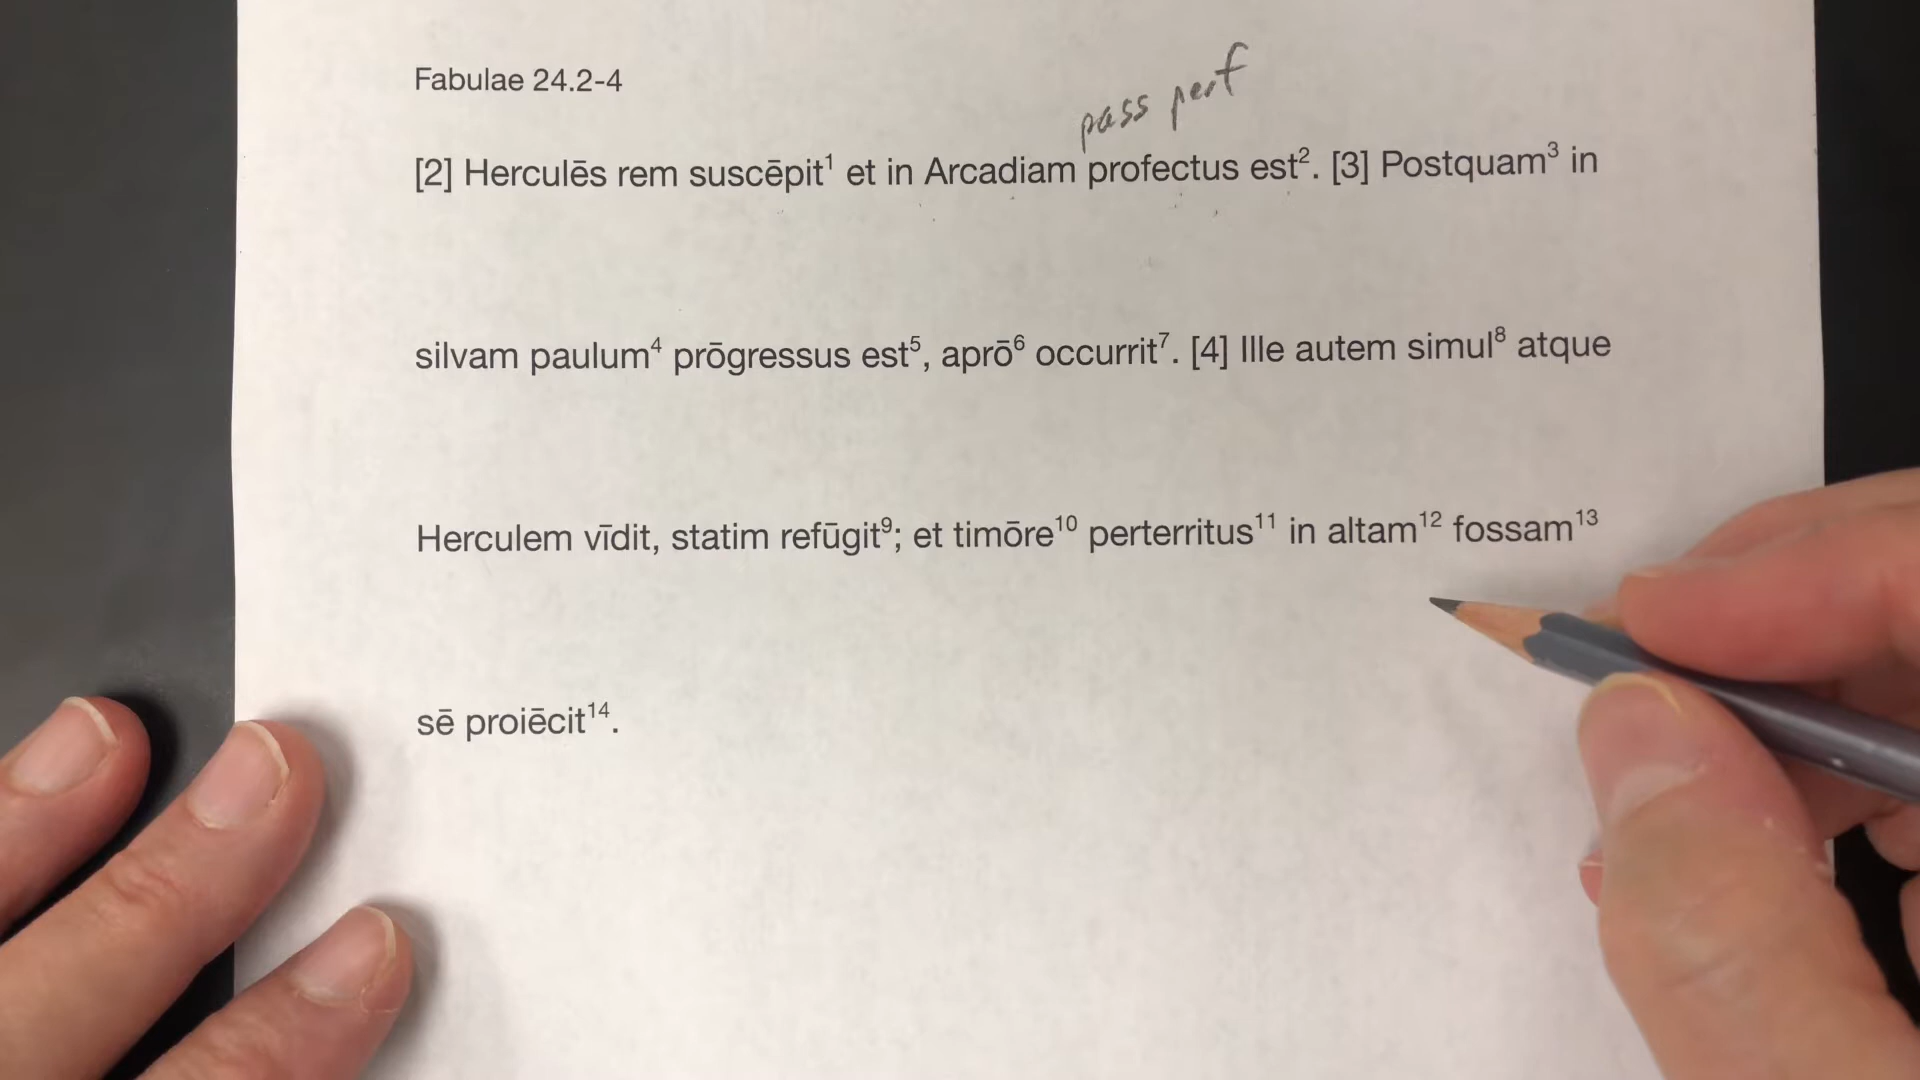 Fabulae 24.2-4
pass perf
[2] Herculēs rem suscēpit¹ et in Arcadiam profectus est². [3] Postquam³ in
silvam paulum⁴ prōgressus est⁵, aprō⁶ occurrit⁷. [4] Ille autem simul⁸ atque
Herculem vīdit, statim refūgit⁹; et timōre¹⁰ perterritus¹¹ in altam¹² fossam¹³
sē proiēcit¹⁴.